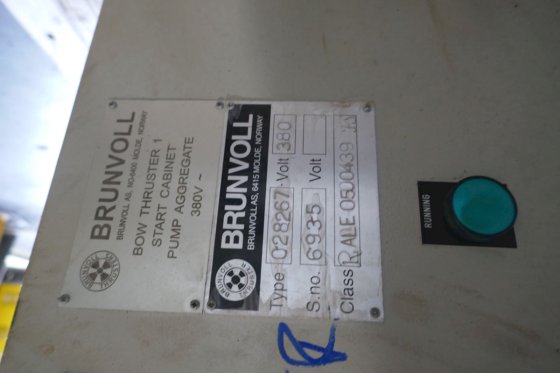 BRUNVOLL
BRUNVOLL AS, NO-6400 MOLDE, NORWAY
BOW THRUSTER 1
START CABINET
PUMP AGGREGATE
380V ~
BRUNVOLL
BRUNVOLL AS, 6415 MOLDE, NORWAY
Type 028267 Volt 380
S.no. 6935 Volt
Class
RUNNING